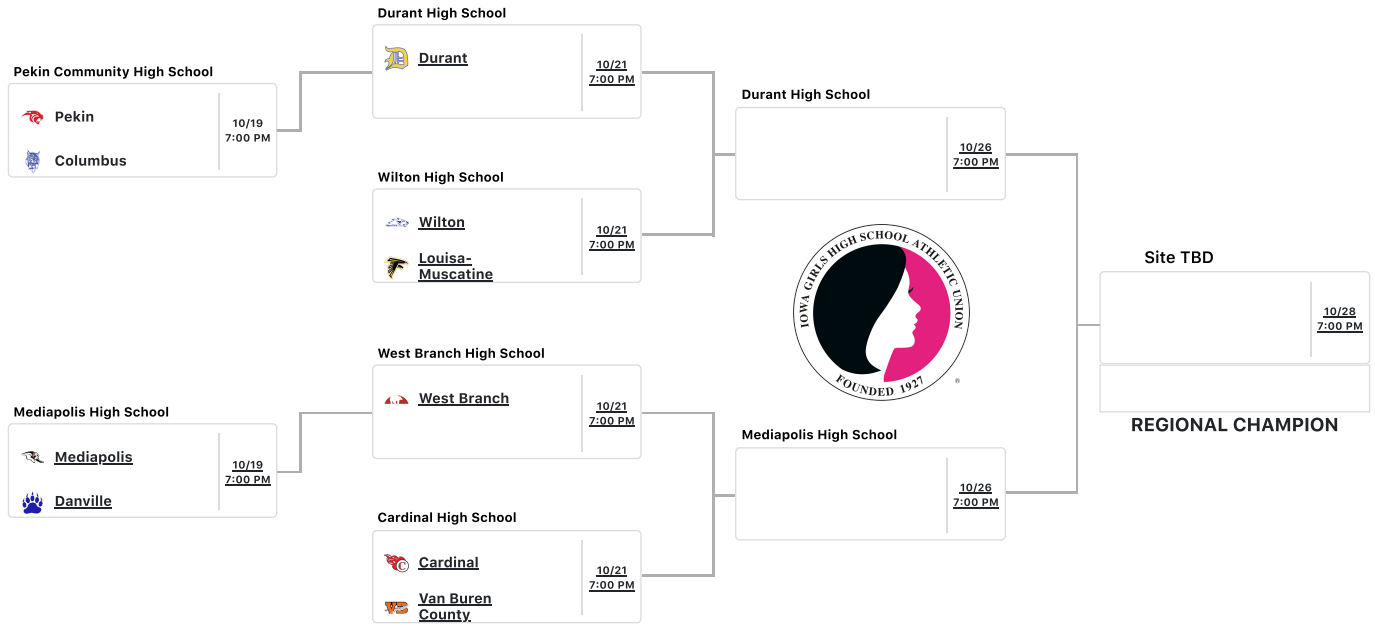 Pekin Community High School
Pekin
Columbus
10/19
7:00 PM
Mediapolis High School
Mediapolis
Danville
10/19
7:00 PM
Durant High School
Durant
10/21
7:00 PM
Wilton High School
Wilton
Louisa-
Muscatine
10/21
7:00 PM
West Branch High School
West Branch
10/21
7:00 PM
Cardinal High School
Cardinal
Van Buren
County
10/21
7:00 PM
Durant High School
10/26
7:00 PM
IOWA GIRLS HIGH SCHOOL ATHLETIC UNION
FOUNDED 1927
®
Mediapolis High School
10/26
7:00 PM
Site TBD
10/28
7:00 PM
REGIONAL CHAMPION